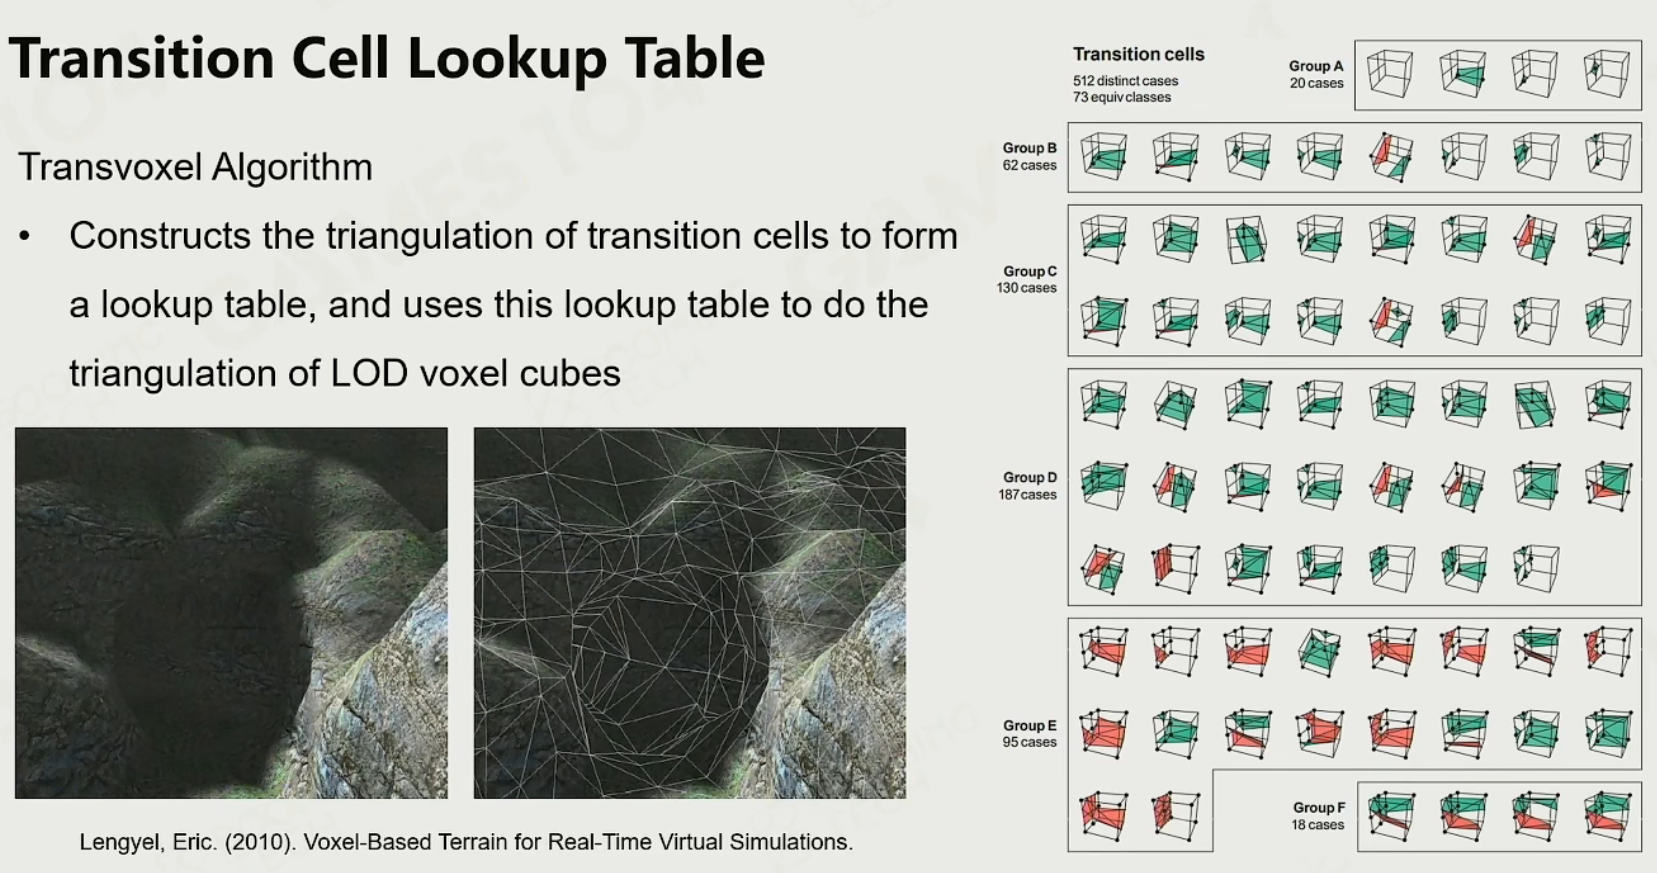 Transition Cell Lookup Table
Transvoxel Algorithm
• Constructs the triangulation of transition cells to form
a lookup table, and uses this lookup table to do the
triangulation of LOD voxel cubes
Lengyel, Eric. (2010). Voxel-Based Terrain for Real-Time Virtual Simulations.
Transition cells
512 distinct cases
73 equiv classes
Group A
20 cases
Group B
62 cases
Group C
130 cases
Group D
187 cases
Group E
95 cases
Group F
18 cases